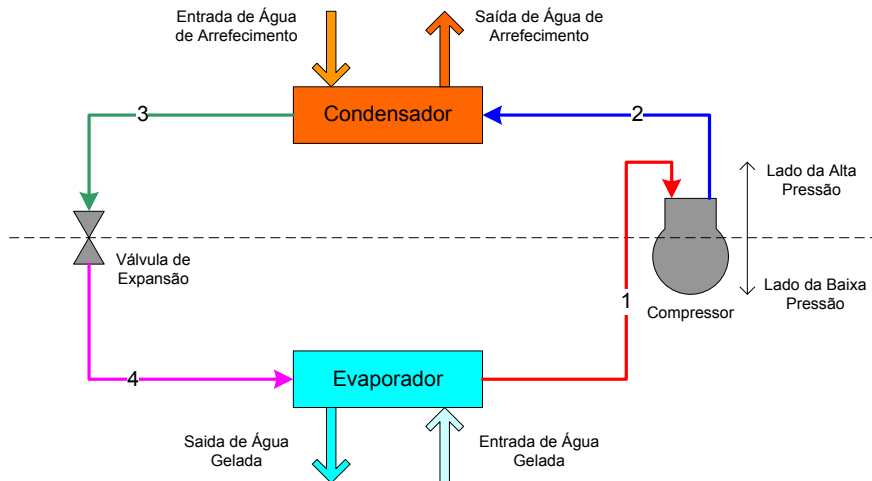 Entrada de Água
de Arrefecimento
Saída de Água de
Arrefecimento
Condensador
3
2
Lado da Alta
Pressão
Válvula de
Expansão
Lado da Baixa
Pressão
1
Compressor
4
Evaporador
Saida de Água
Gelada
Entrada de Água
Gelada